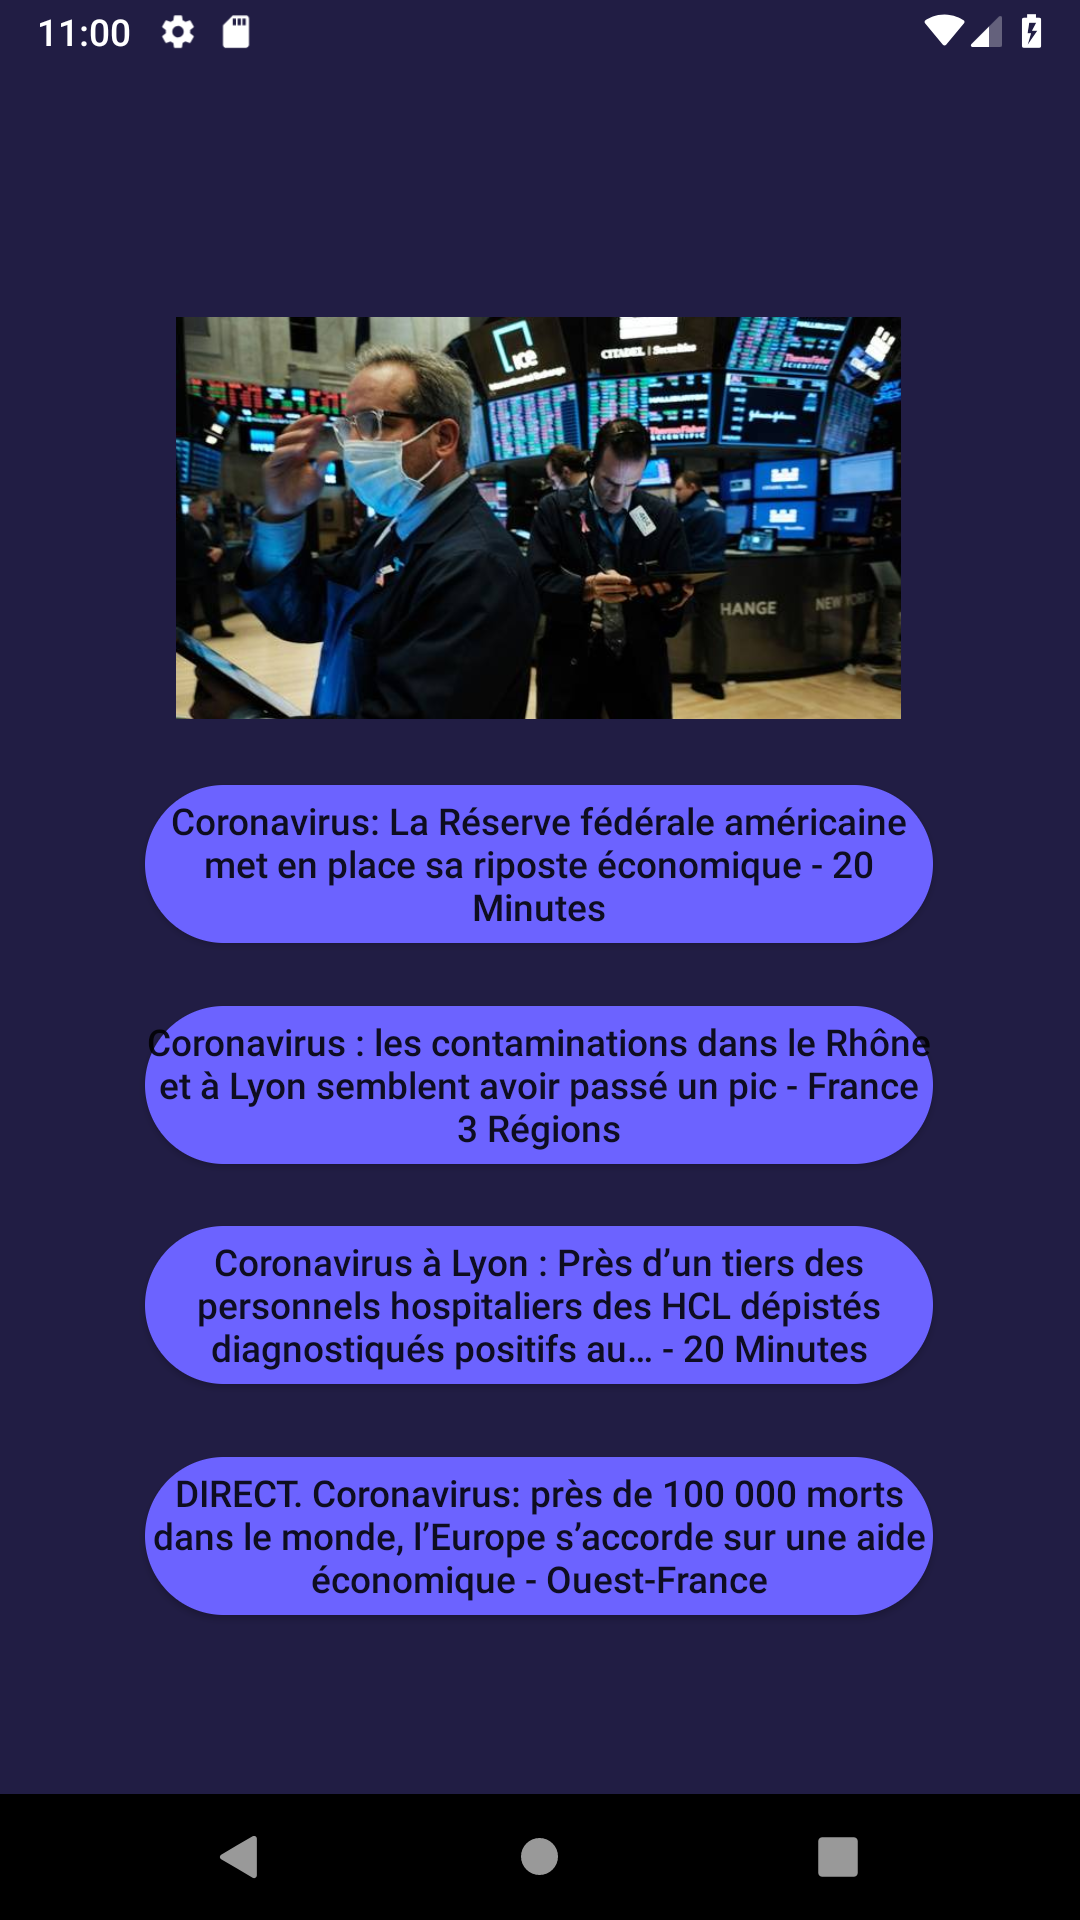 11:00
ice
CITADEL | Securities
HANGE
NEW YORK
Coronavirus: La Réserve fédérale américaine
met en place sa riposte économique - 20
Minutes
Coronavirus : les contaminations dans le Rhône
et à Lyon semblent avoir passé un pic - France
3 Régions
Coronavirus à Lyon : Près d’un tiers des
personnels hospitaliers des HCL dépistés
diagnostiqués positifs au… - 20 Minutes
DIRECT. Coronavirus: près de 100 000 morts
dans le monde, l’Europe s’accorde sur une aide
économique - Ouest-France